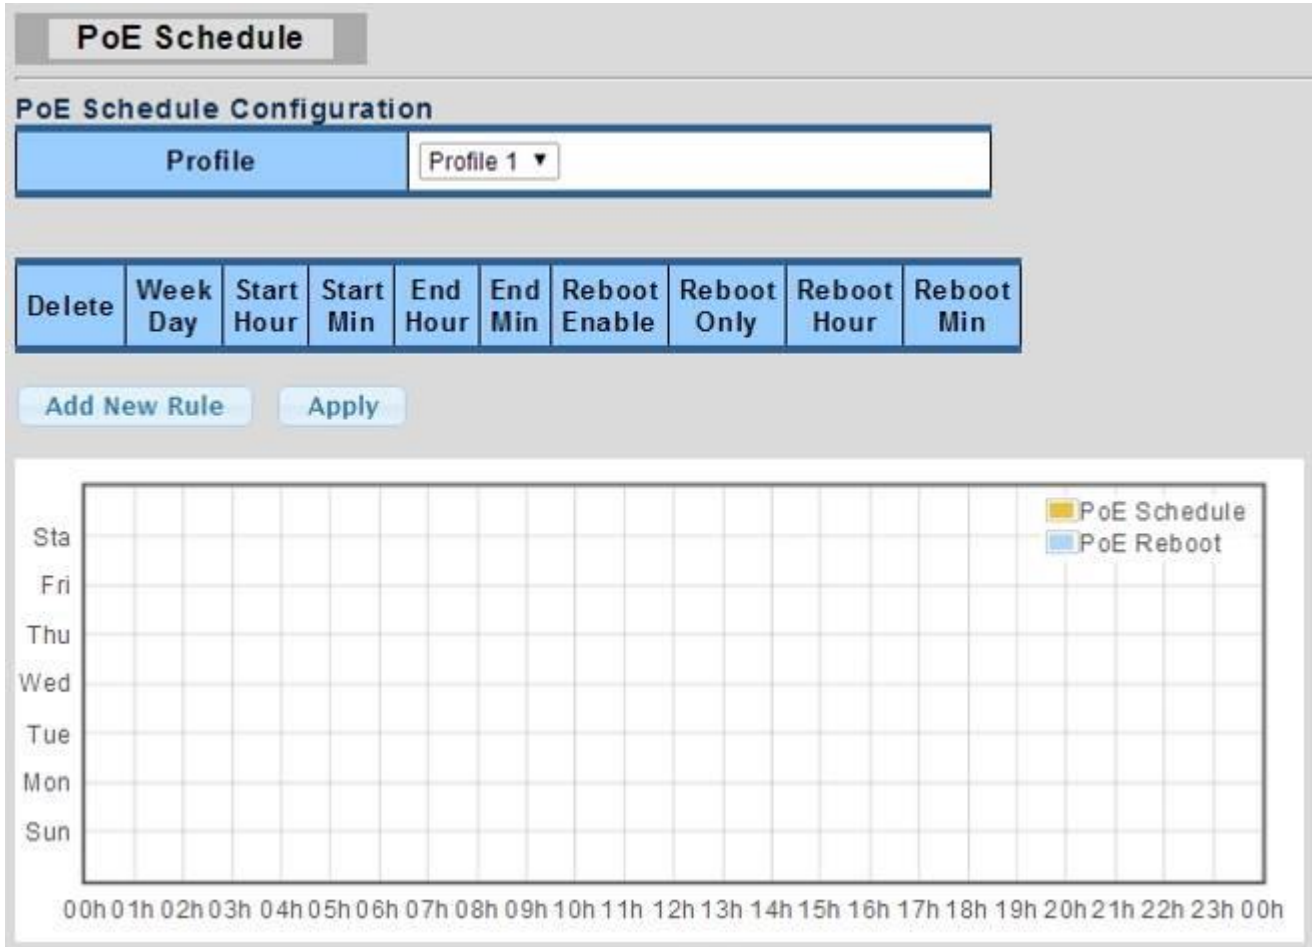 PoE Schedule
PoE Schedule Configuration
Profile
Profile 1
Delete Week Day Start Hour Start Min End Hour End Min Reboot Enable Reboot Only Reboot Hour Reboot Min
Add New Rule Apply
PoE Schedule
PoE Reboot
Sta
Fri
Thu
Wed
Tue
Mon
Sun
00h 01h 02h 03h 04h 05h 06h 07h 08h 09h 10h 11h 12h 13h 14h 15h 16h 17h 18h 19h 20h 21h 22h 23h 00h